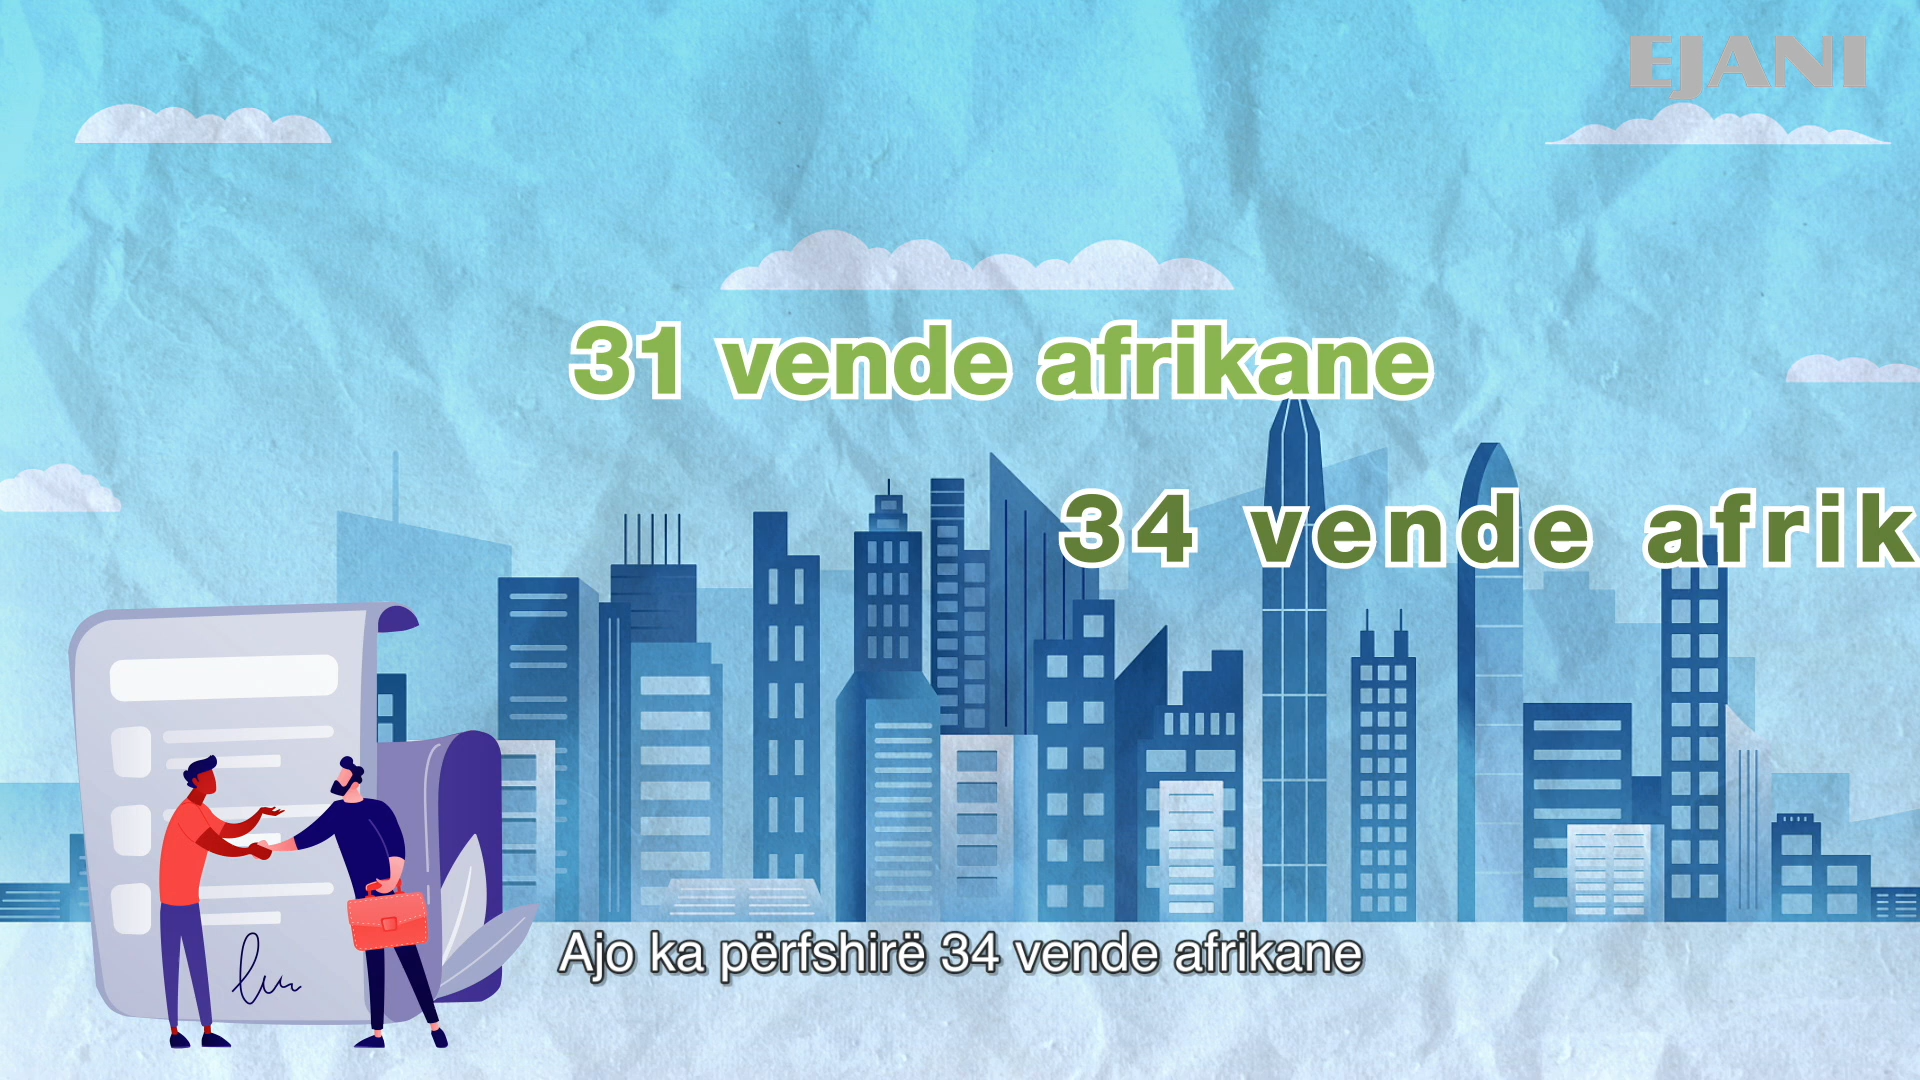 EJANI
31 vende afrikane
34 vende afrik
Ajo ka përfshirë 34 vende afrikane